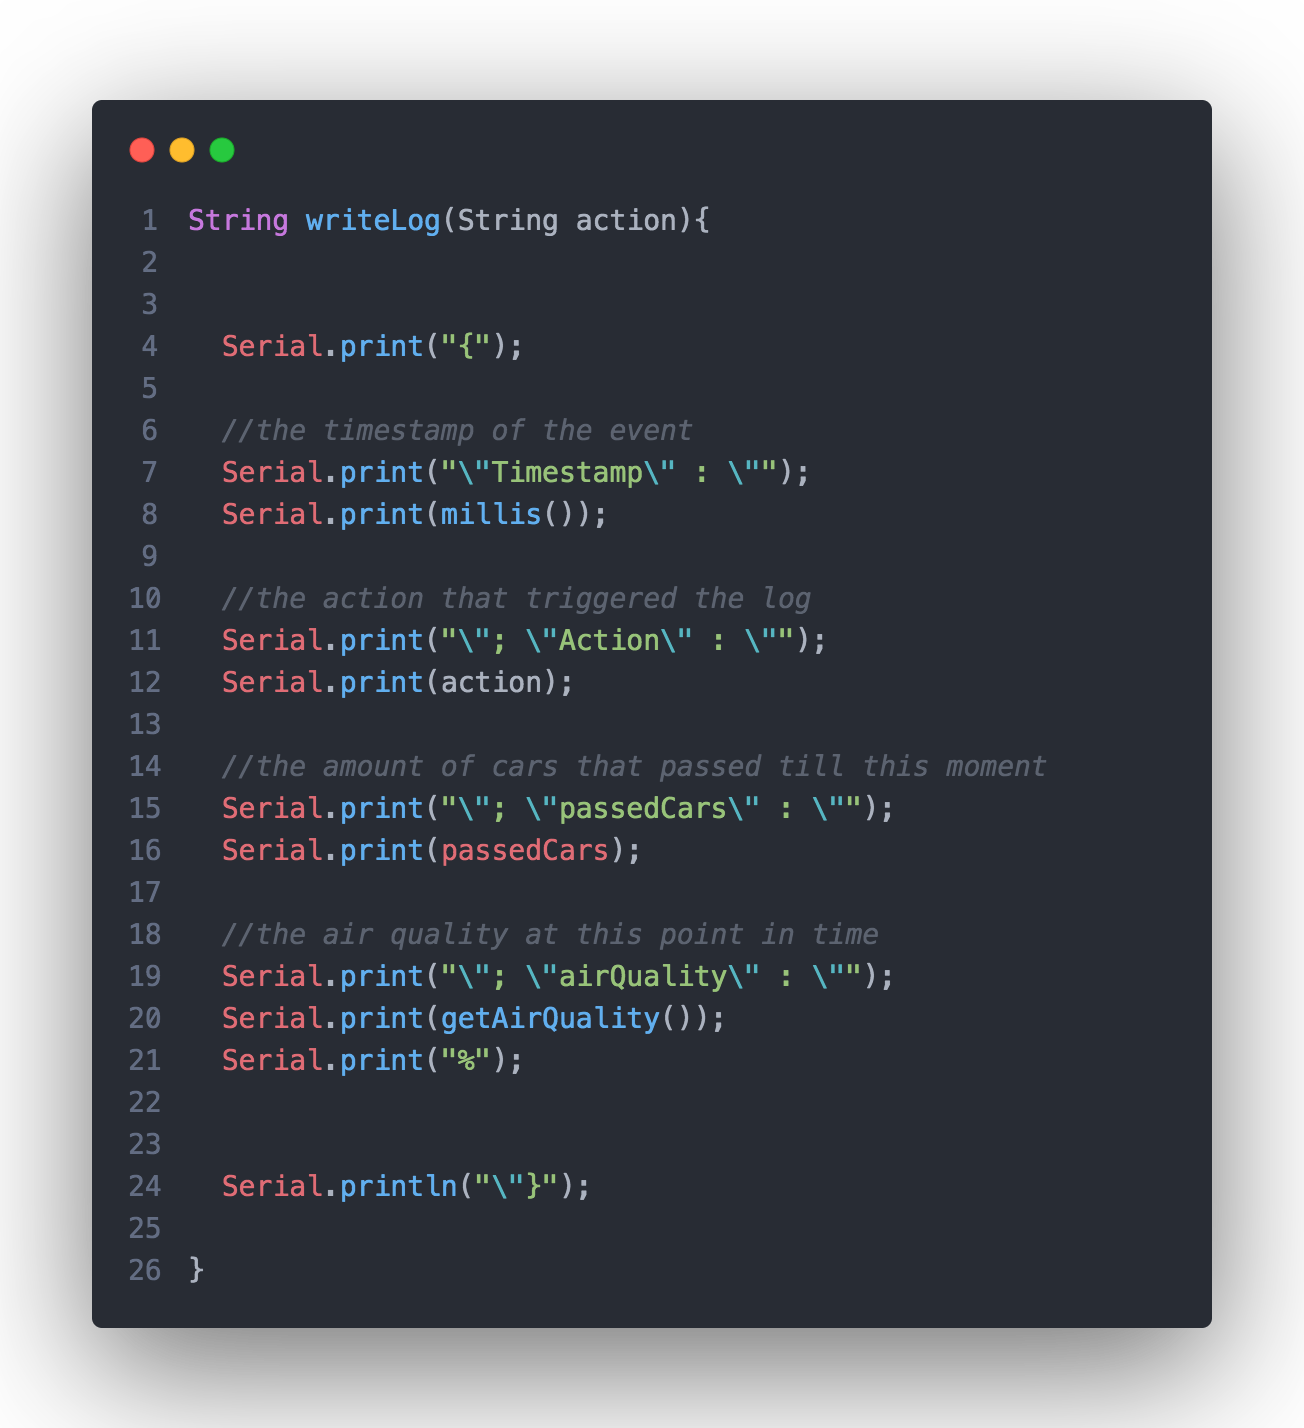 1 String writeLog(String action){
2
3
4   Serial.print("{");
5
6   //the timestamp of the event
7   Serial.print("\"Timestamp\" : \"");
8   Serial.print(millis());
9
10   //the action that triggered the log
11   Serial.print("\"; \"Action\" : \"");
12   Serial.print(action);
13
14   //the amount of cars that passed till this moment
15   Serial.print("\"; \"passedCars\" : \"");
16   Serial.print(passedCars);
17
18   //the air quality at this point in time
19   Serial.print("\"; \"airQuality\" : \"");
20   Serial.print(getAirQuality());
21   Serial.print("%");
22
23
24   Serial.println("\"}");
25
26 }